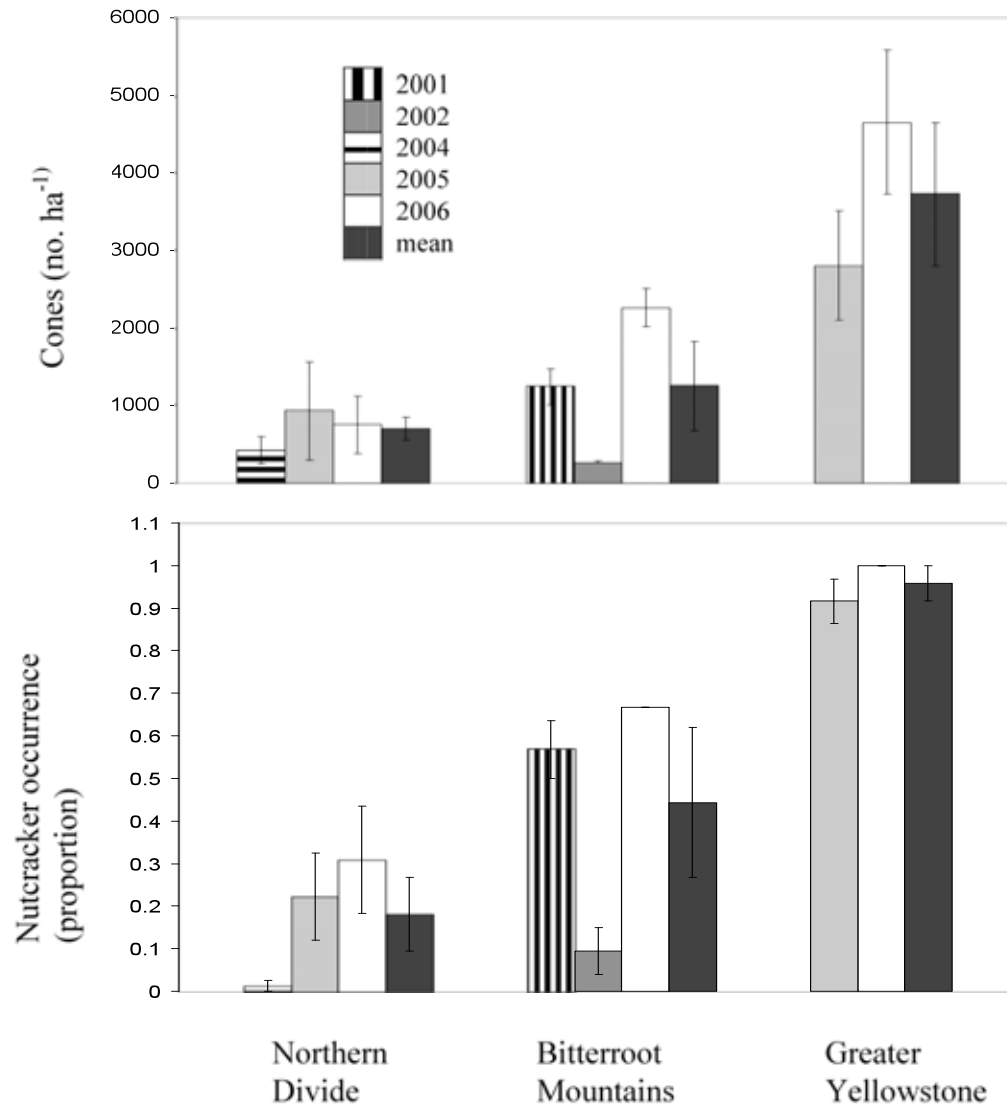 6000
5000
4000
3000
2000
1000
0
Cones (no. ha⁻¹)
2001
2002
2004
2005
2006
mean
1.1
1
0.9
0.8
0.7
0.6
0.5
0.4
0.3
0.2
0.1
0
Nutcracker occurrence
(proportion)
Northern
Divide
Bitterroot
Mountains
Greater
Yellowstone